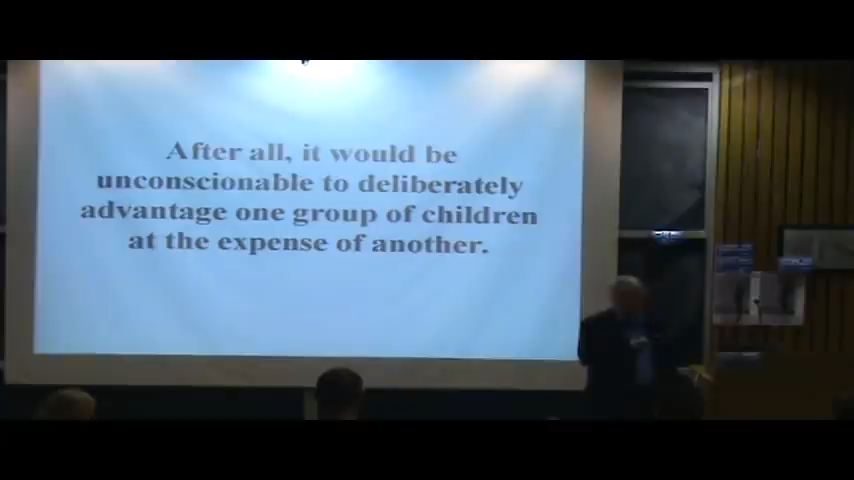 After all, it would be
unconscionable to deliberately
advantage one group of children
at the expense of another.